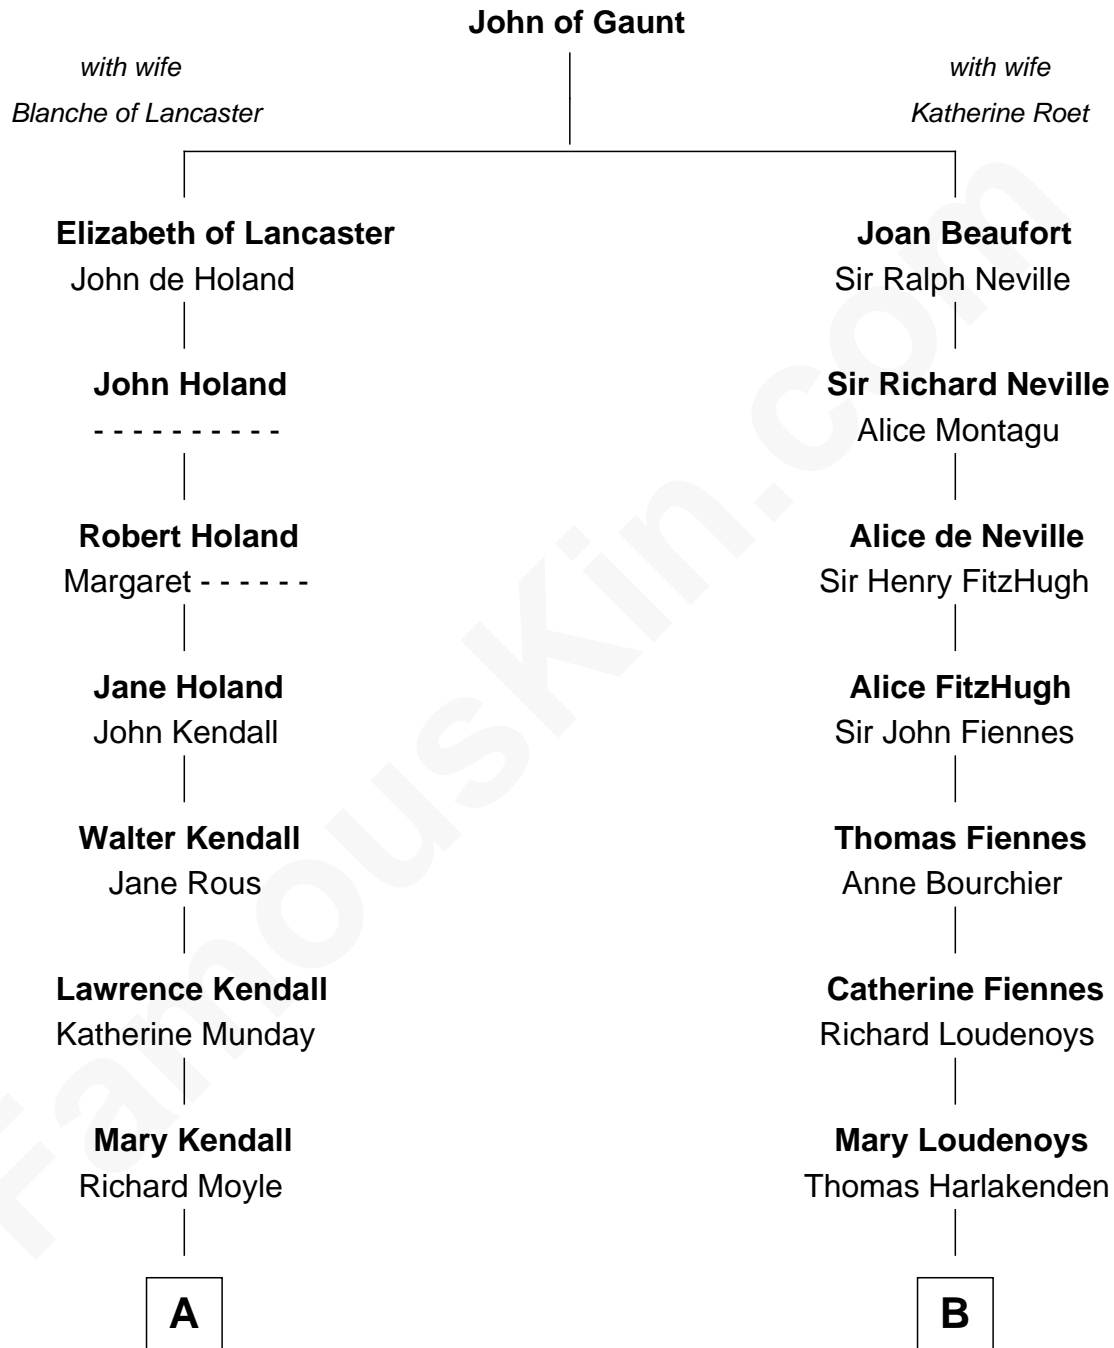 John of Gaunt
with wife
Blanche of Lancaster
with wife
Katherine Roet
Elizabeth of Lancaster
John de Holand
Joan Beaufort
Sir Ralph Neville
John Holand
- - - - - - - - - -
Sir Richard Neville
Alice Montagu
Robert Holand
Margaret - - - - - -
Alice de Neville
Sir Henry FitzHugh
Jane Holand
John Kendall
Alice FitzHugh
Sir John Fiennes
Walter Kendall
Jane Rous
Thomas Fiennes
Anne Bourchier
Lawrence Kendall
Katherine Munday
Catherine Fiennes
Richard Loudenoys
Mary Kendall
Richard Moyle
Mary Loudenoys
Thomas Harlakenden
A
B
FamousKin.com